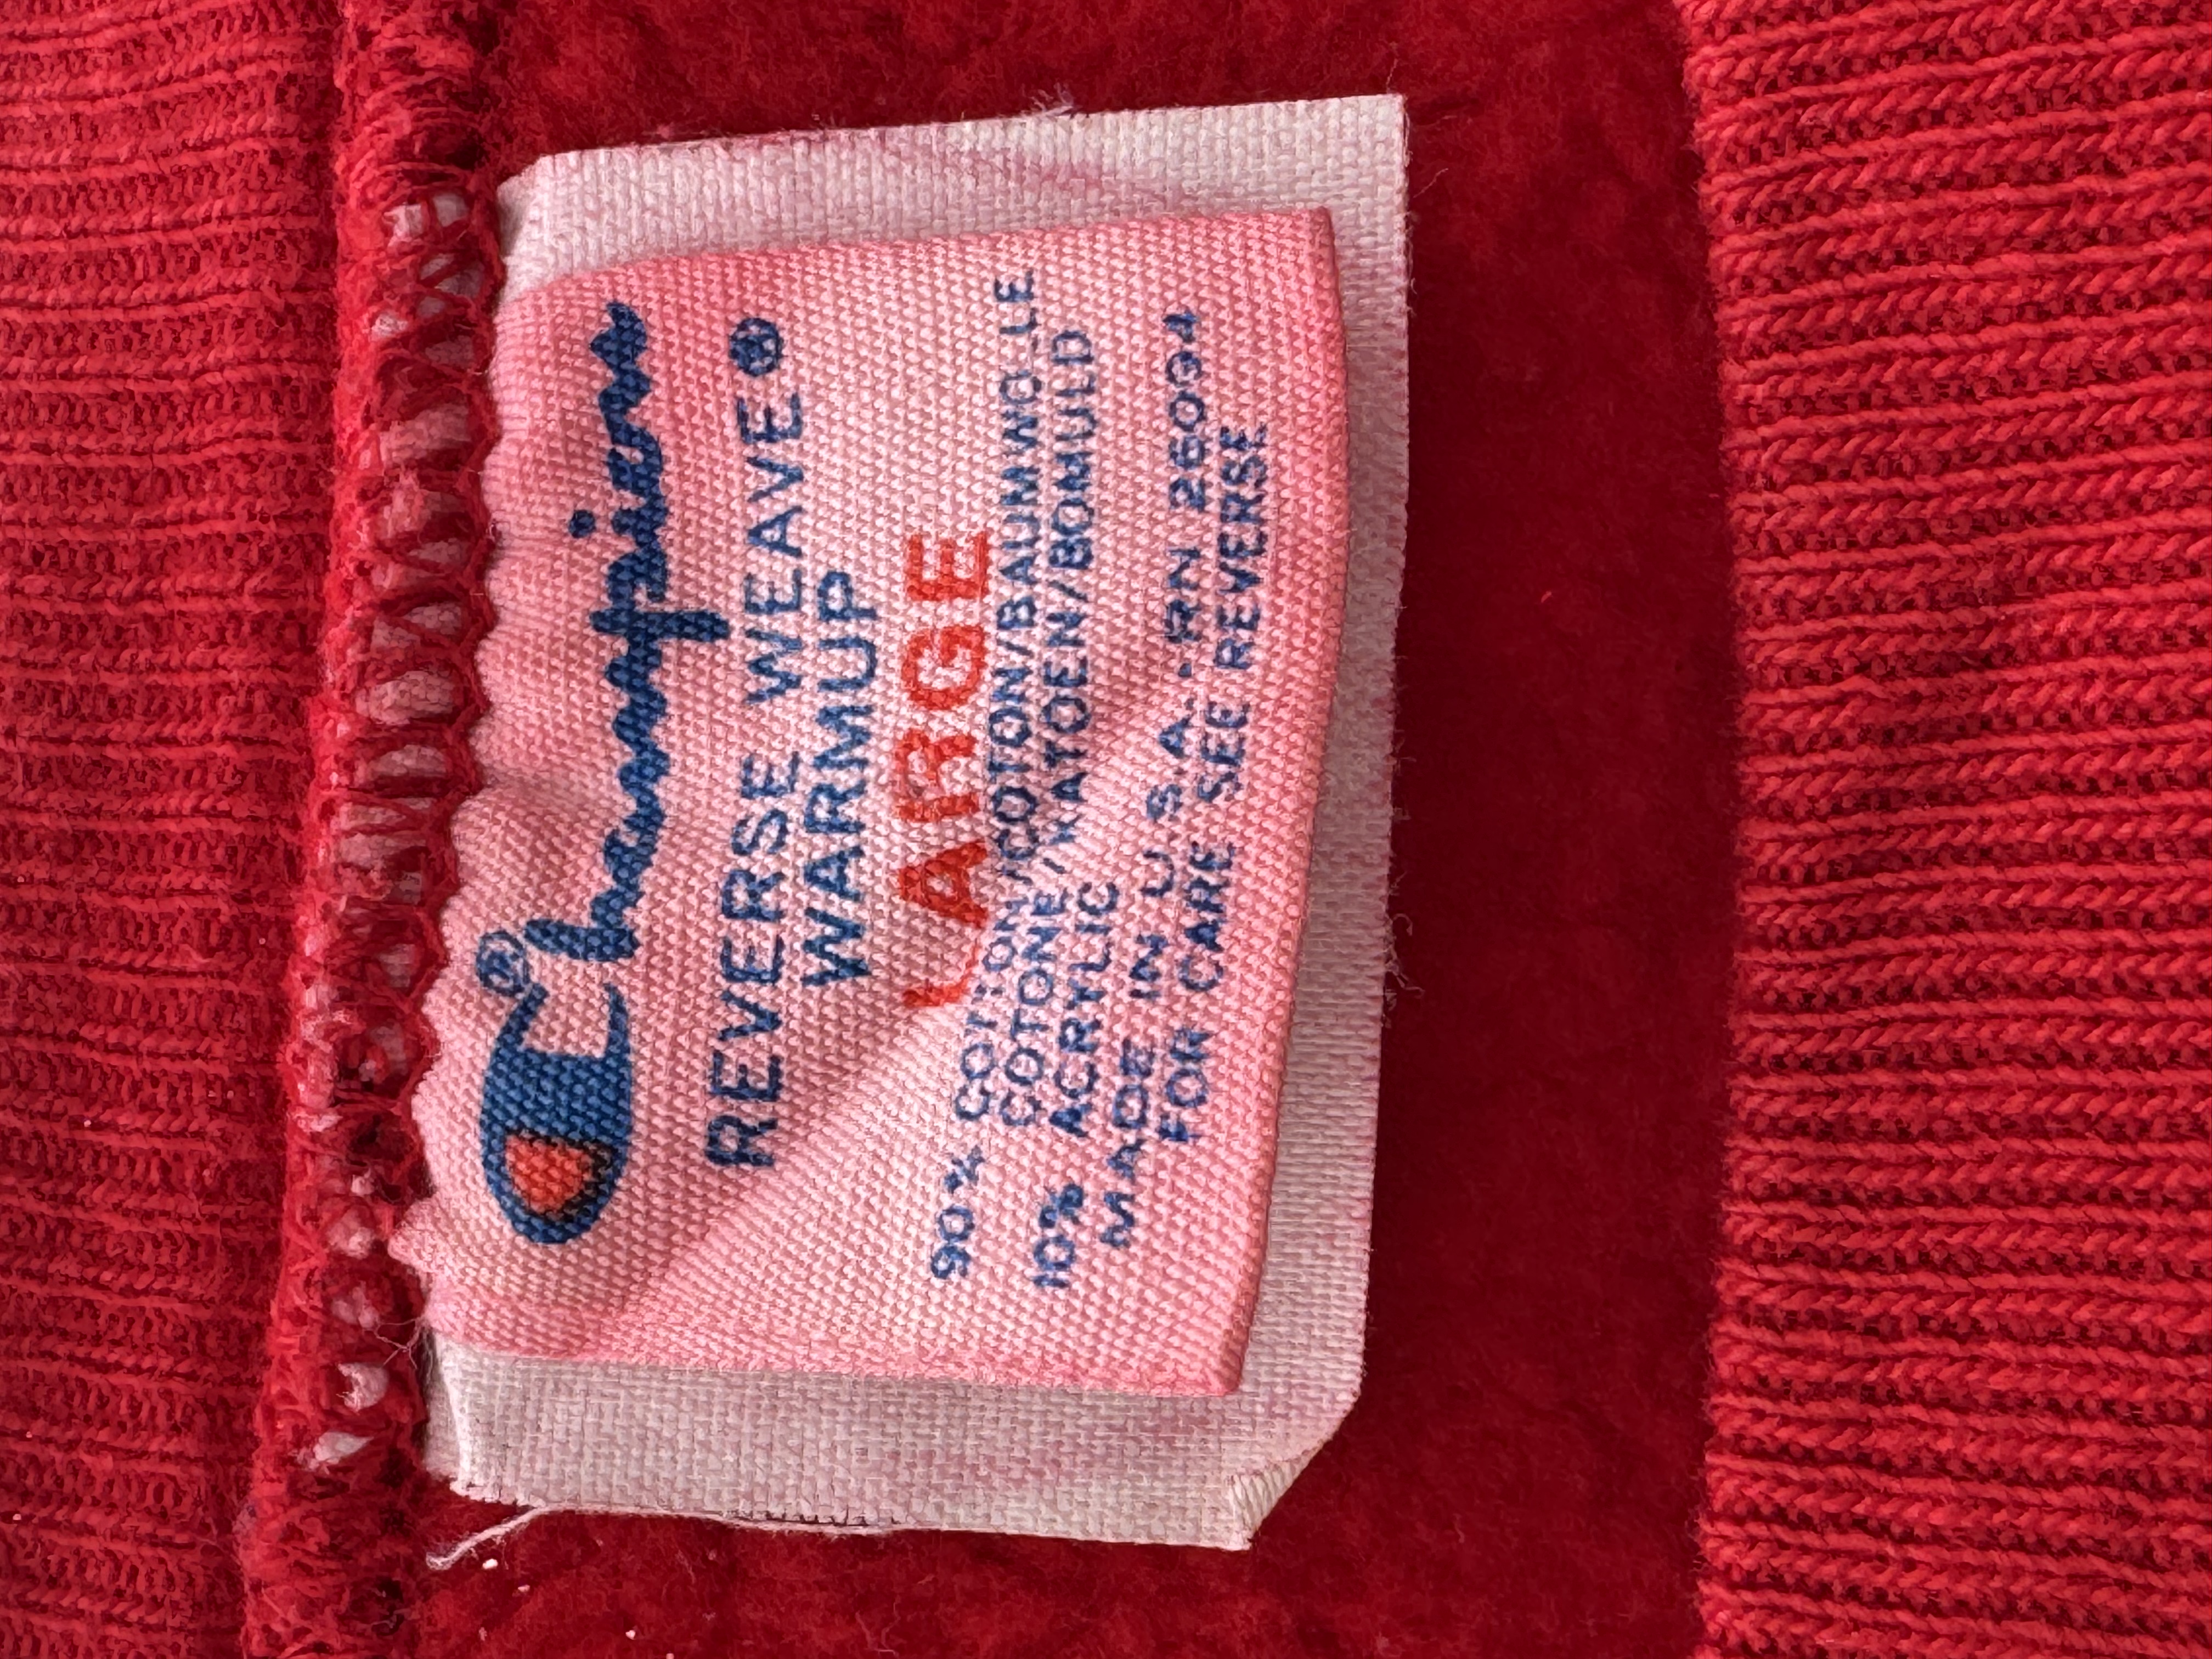 Champion®
REVERSE WEAVE®
WARMUP
LARGE
90% COTTON/COTON/BAUMWOLLE
COTONE/KATOEN/BOMULD
10% ACRYLIC
MADE IN U.S.A. - RN 26094
FOR CARE SEE REVERSE